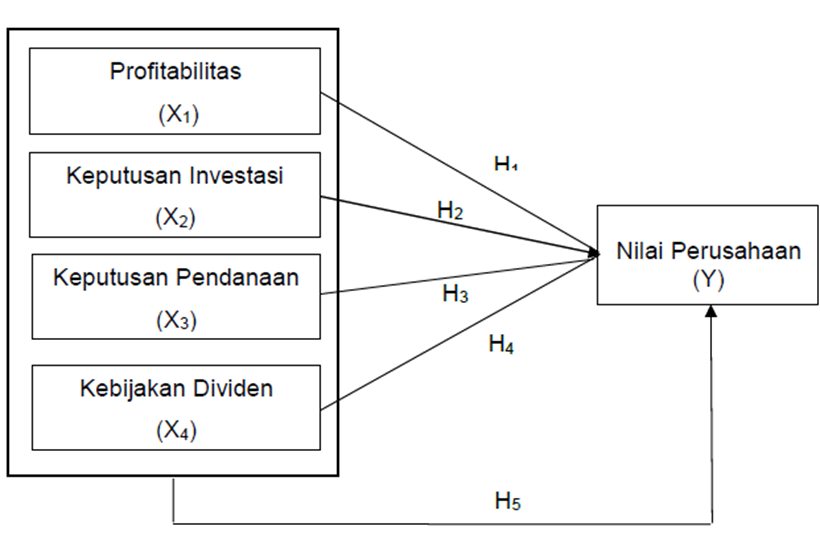 Profitabilitas
(X₁)
H₁
Keputusan Investasi
(X₂)
H₂
Keputusan Pendanaan
(X₃)
H₃
Kebijakan Dividen
(X₄)
H₄
Nilai Perusahaan
(Y)
H₅